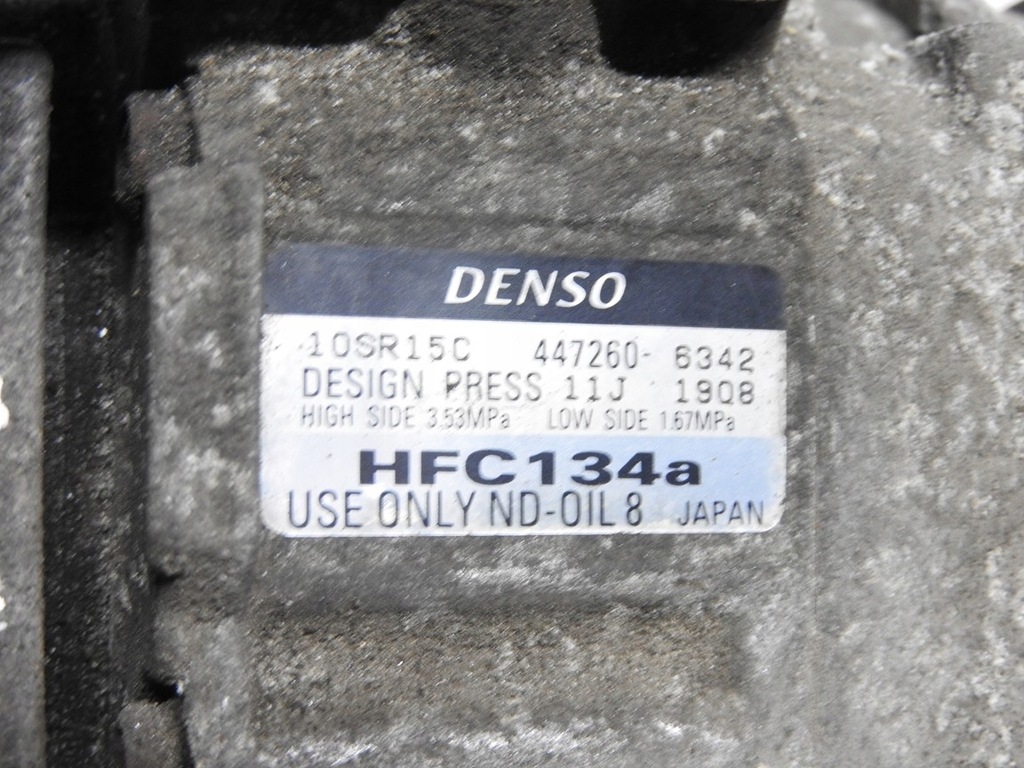 DENSO
10SR15C 447260- 6342
DESIGN PRESS 11J 1908
HIGH SIDE 3.53MPa LOW SIDE 1.67MPa
HFC134a
USE ONLY ND-OIL 8 JAPAN